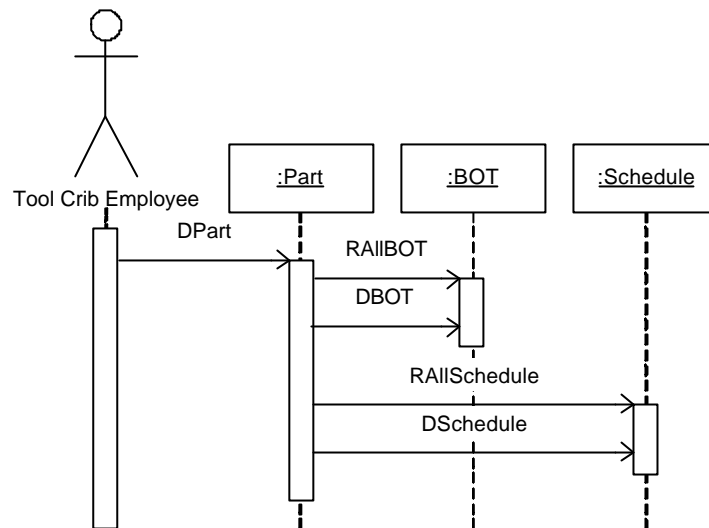 :Part
:BOT
:Schedule
Tool Crib Employee
DPart
RAllBOT
DBOT
RAllSchedule
DSchedule